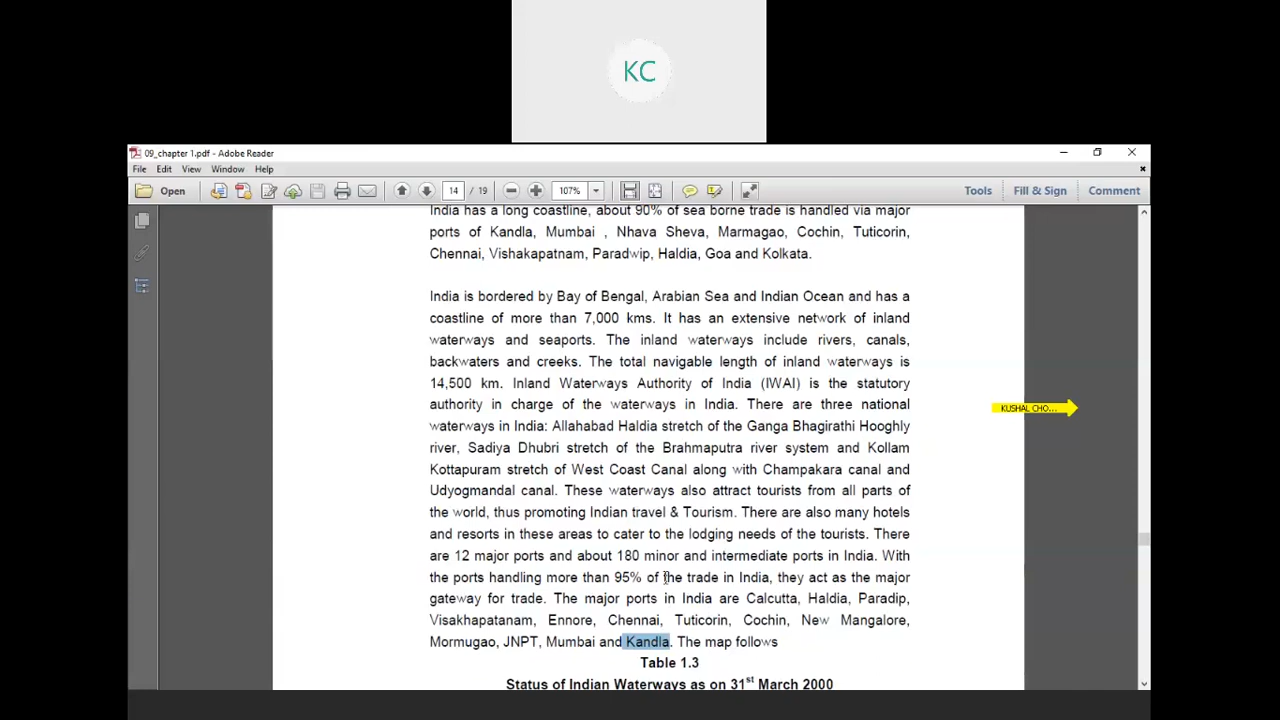 KC
09_chapter 1.pdf - Adobe Reader
File Edit View Window Help
Open 14 / 19 107% Tools Fill & Sign Comment
India has a long coastline, about 90% of sea borne trade is handled via major
ports of Kandla, Mumbai , Nhava Sheva, Marmagao, Cochin, Tuticorin,
Chennai, Vishakapatnam, Paradwip, Haldia, Goa and Kolkata.
India is bordered by Bay of Bengal, Arabian Sea and Indian Ocean and has a
coastline of more than 7,000 kms. It has an extensive network of inland
waterways and seaports. The inland waterways include rivers, canals,
backwaters and creeks. The total navigable length of inland waterways is
14,500 km. Inland Waterways Authority of India (IWAI) is the statutory
authority in charge of the waterways in India. There are three national
waterways in India: Allahabad Haldia stretch of the Ganga Bhagirathi Hooghly
river, Sadiya Dhubri stretch of the Brahmaputra river system and Kollam
Kottapuram stretch of West Coast Canal along with Champakara canal and
Udyogmandal canal. These waterways also attract tourists from all parts of
the world, thus promoting Indian travel & Tourism. There are also many hotels
and resorts in these areas to cater to the lodging needs of the tourists. There
are 12 major ports and about 180 minor and intermediate ports in India. With
the ports handling more than 95% of the trade in India, they act as the major
gateway for trade. The major ports in India are Calcutta, Haldia, Paradip,
Visakhapatanam, Ennore, Chennai, Tuticorin, Cochin, New Mangalore,
Mormugao, JNPT, Mumbai and Kandla. The map follows
Table 1.3
Status of Indian Waterways as on 31st March 2000
KUSHAL CHO...